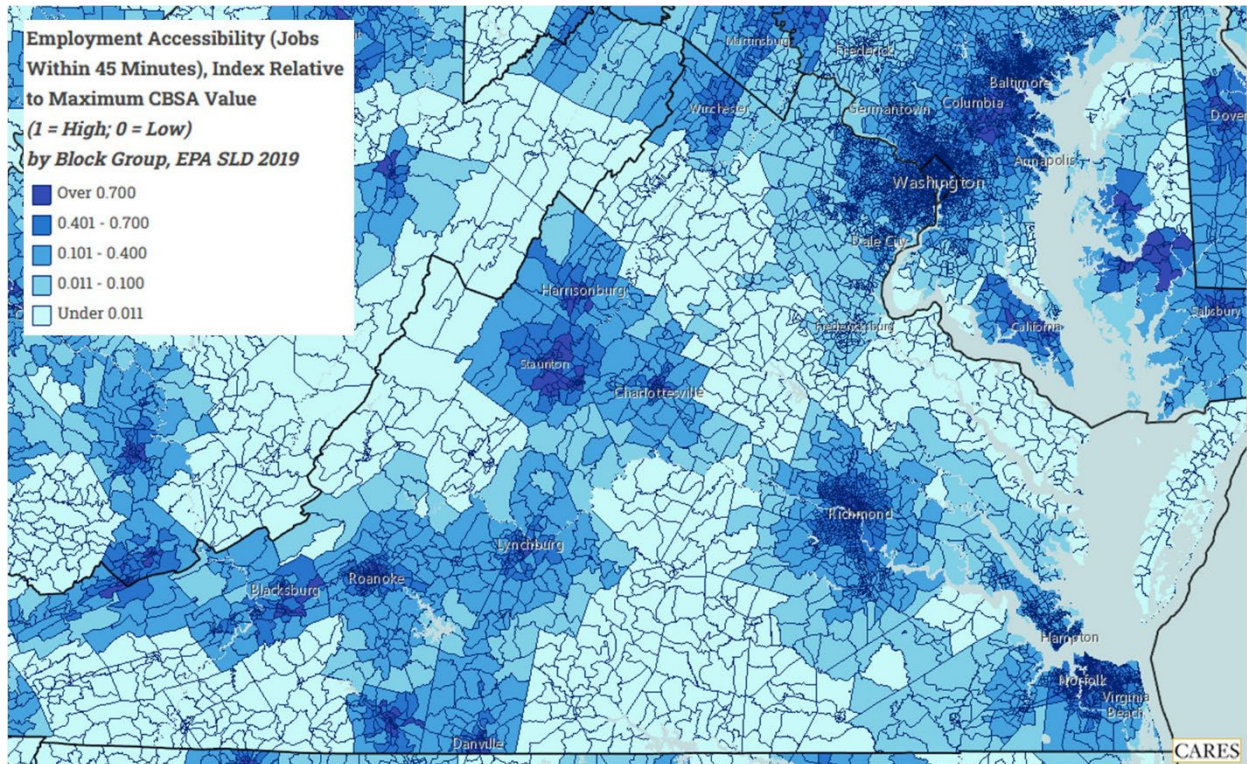 Employment Accessibility (Jobs
Within 45 Minutes), Index Relative
to Maximum CBSA Value
(1 = High; 0 = Low)
by Block Group, EPA SLD 2019
Over 0.700
0.401 - 0.700
0.101 - 0.400
0.011 - 0.100
Under 0.011
Martinsburg
Frederick
Baltimore
Winchester
Germantown
Columbia
Dover
Annapolis
Washington
Dale City
Harrisonburg
Fredericksburg
California
Salisbury
Staunton
Charlottesville
Richmond
Lynchburg
Roanoke
Blacksburg
Hampton
Norfolk
Virginia
Beach
Danville
CARES